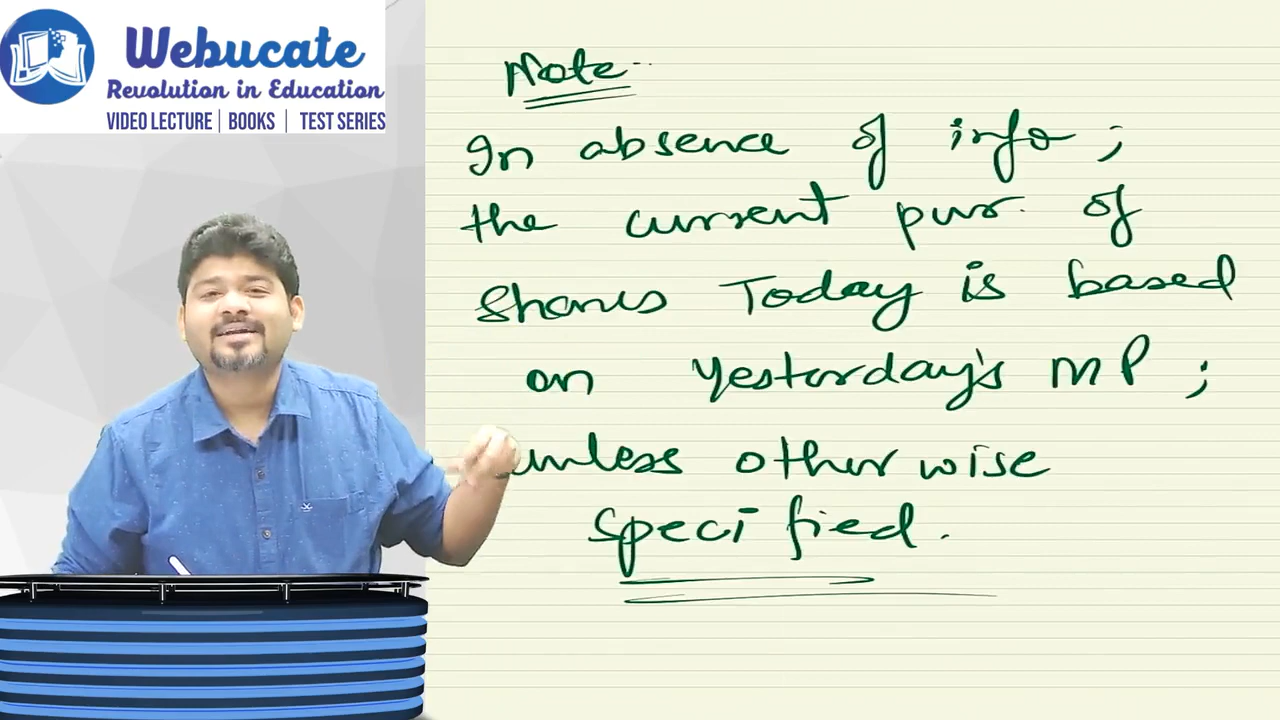 Webucate
Revolution in Education
VIDEO LECTURE | BOOKS | TEST SERIES
Note:-
In absence of info ;
the current pur. of
shares Today is based
on yesterday's MP ;
unless otherwise
specified.